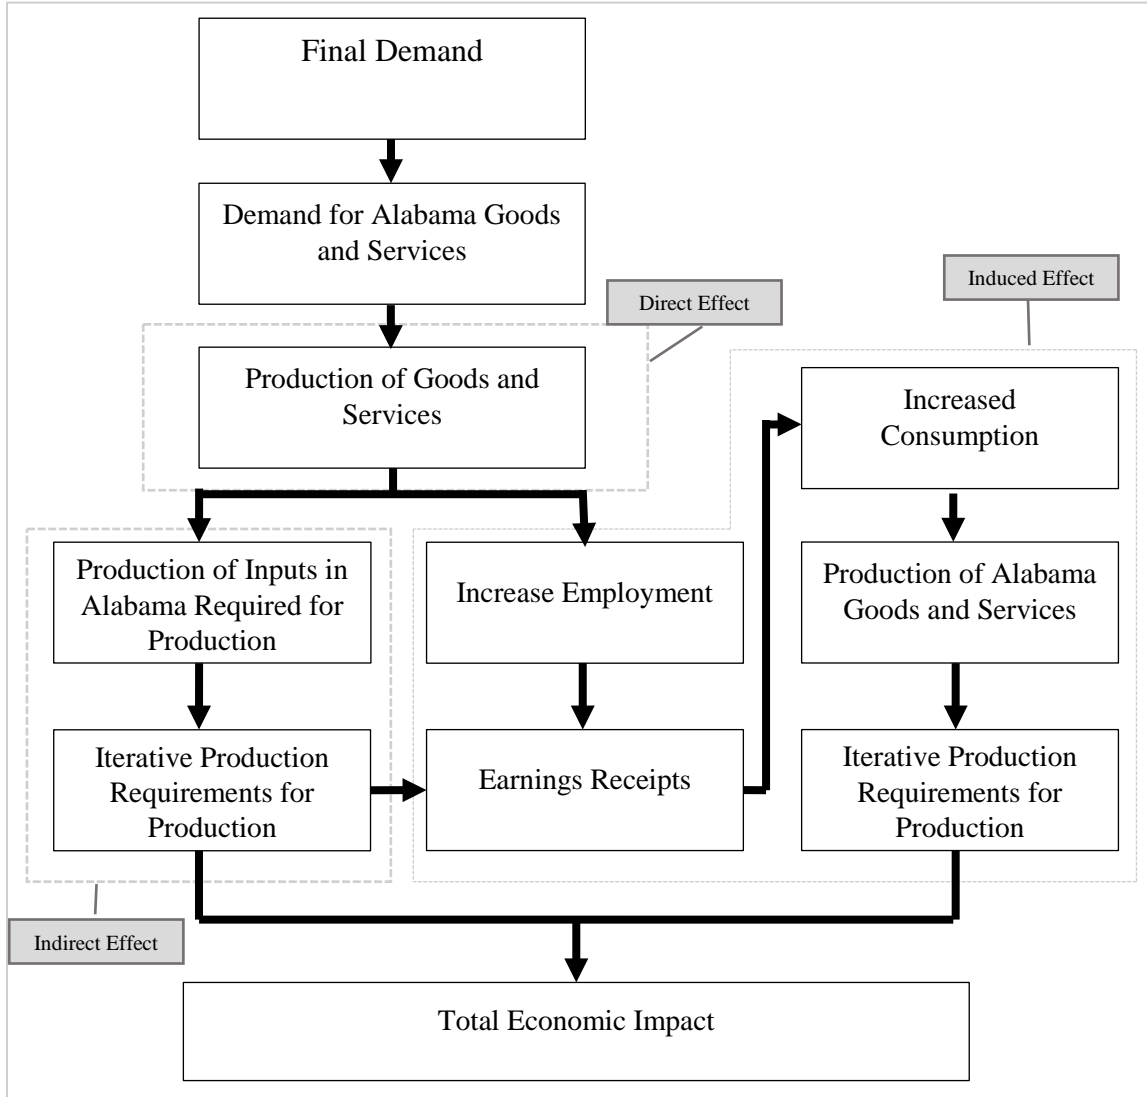 Final Demand
Demand for Alabama Goods
and Services
Direct Effect
Induced Effect
Production of Goods and
Services
Increased
Consumption
Production of Inputs in
Alabama Required for
Production
Increase Employment
Production of Alabama
Goods and Services
Iterative Production
Requirements for
Production
Earnings Receipts
Iterative Production
Requirements for
Production
Indirect Effect
Total Economic Impact